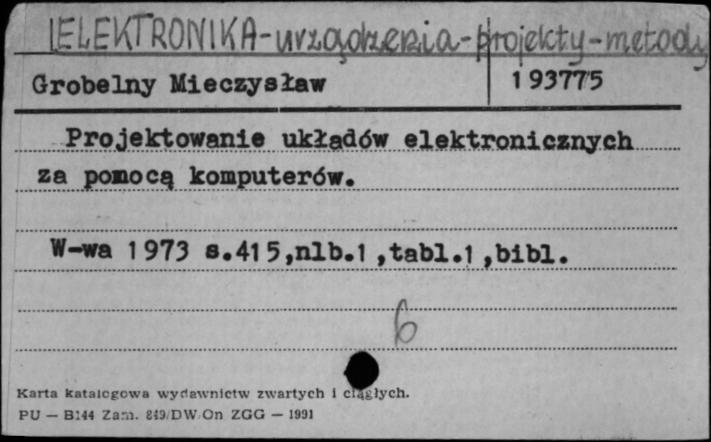 ELEKTRONIKA-urządzenia-projekty-metody
Grobelny Mieczysław 193775
Projektowanie układów elektronicznych
za pomocą komputerów.
W-wa 1973 s.415,nlb.1,tabl.1,bibl.
6
Karta katalogowa wydawnictw zwartych i ciągłych.
PU — B144 Zam. 849/DW.On ZGG — 1991